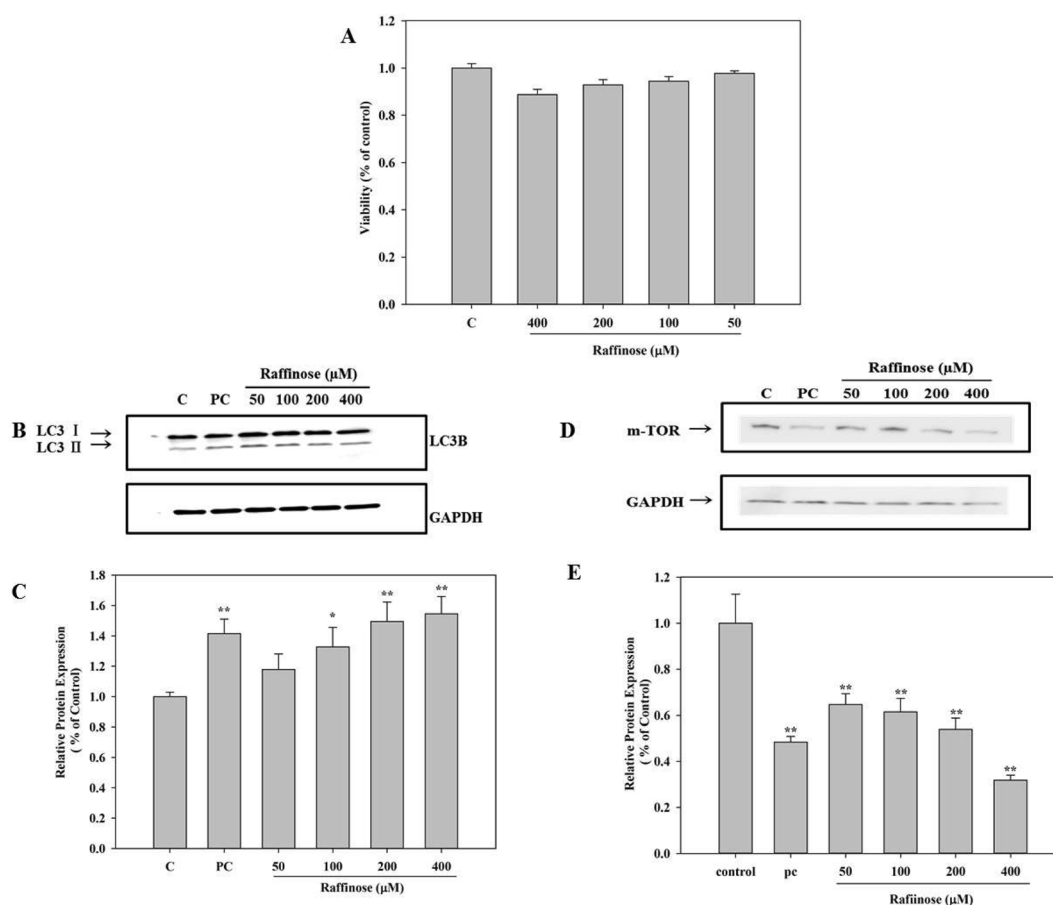 A
1.2
1.0
0.8
0.6
0.4
0.2
0.0
Viability (% of control)
C 400 200 100 50
Raffinose (μM)
B
Raffinose (μM)
C PC 50 100 200 400
LC3 Ⅰ →
LC3 Ⅱ →
LC3B
GAPDH
D
Raffinose (μM)
C PC 50 100 200 400
m-TOR →
GAPDH →
C
1.8
1.6
1.4
1.2
1.0
0.8
0.6
0.4
0.2
0.0
Relative Protein Expression
( % of Control)
** * ** **
C PC 50 100 200 400
Raffinose (μM)
E
1.2
1.0
0.8
0.6
0.4
0.2
0.0
Relative Protein Expression
( % of Control)
** ** ** ** **
control pc 50 100 200 400
Rafiinose (μM)